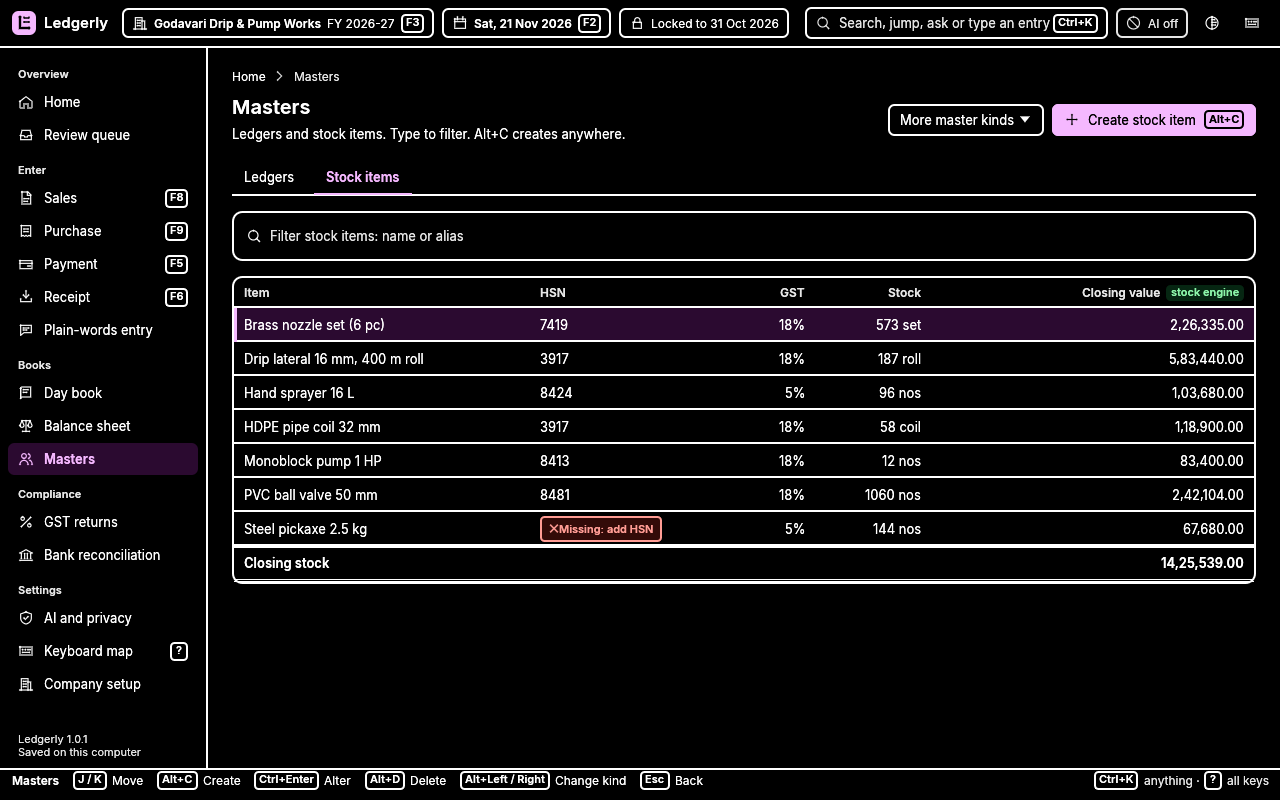 Ledgerly
Godavari Drip & Pump Works FY 2026-27 F3
Sat, 21 Nov 2026 F2
Locked to 31 Oct 2026
Search, jump, ask or type an entry Ctrl+K
AI off
Overview
Home
Review queue
Enter
Sales F8
Purchase F9
Payment F5
Receipt F6
Plain-words entry
Books
Day book
Balance sheet
Masters
Compliance
GST returns
Bank reconciliation
Settings
AI and privacy
Keyboard map ?
Company setup
Ledgerly 1.0.1
Saved on this computer
Home > Masters
Masters
Ledgers and stock items. Type to filter. Alt+C creates anywhere.
More master kinds
Create stock item Alt+C
Ledgers Stock items
Filter stock items: name or alias
Item HSN GST Stock Closing value stock engine
Brass nozzle set (6 pc) 7419 18% 573 set 2,26,335.00
Drip lateral 16 mm, 400 m roll 3917 18% 187 roll 5,83,440.00
Hand sprayer 16 L 8424 5% 96 nos 1,03,680.00
HDPE pipe coil 32 mm 3917 18% 58 coil 1,18,900.00
Monoblock pump 1 HP 8413 18% 12 nos 83,400.00
PVC ball valve 50 mm 8481 18% 1060 nos 2,42,104.00
Steel pickaxe 2.5 kg Missing: add HSN 5% 144 nos 67,680.00
Closing stock 14,25,539.00
Masters J / K Move Alt+C Create Ctrl+Enter Alter Alt+D Delete Alt+Left / Right Change kind Esc Back Ctrl+K anything · ? all keys